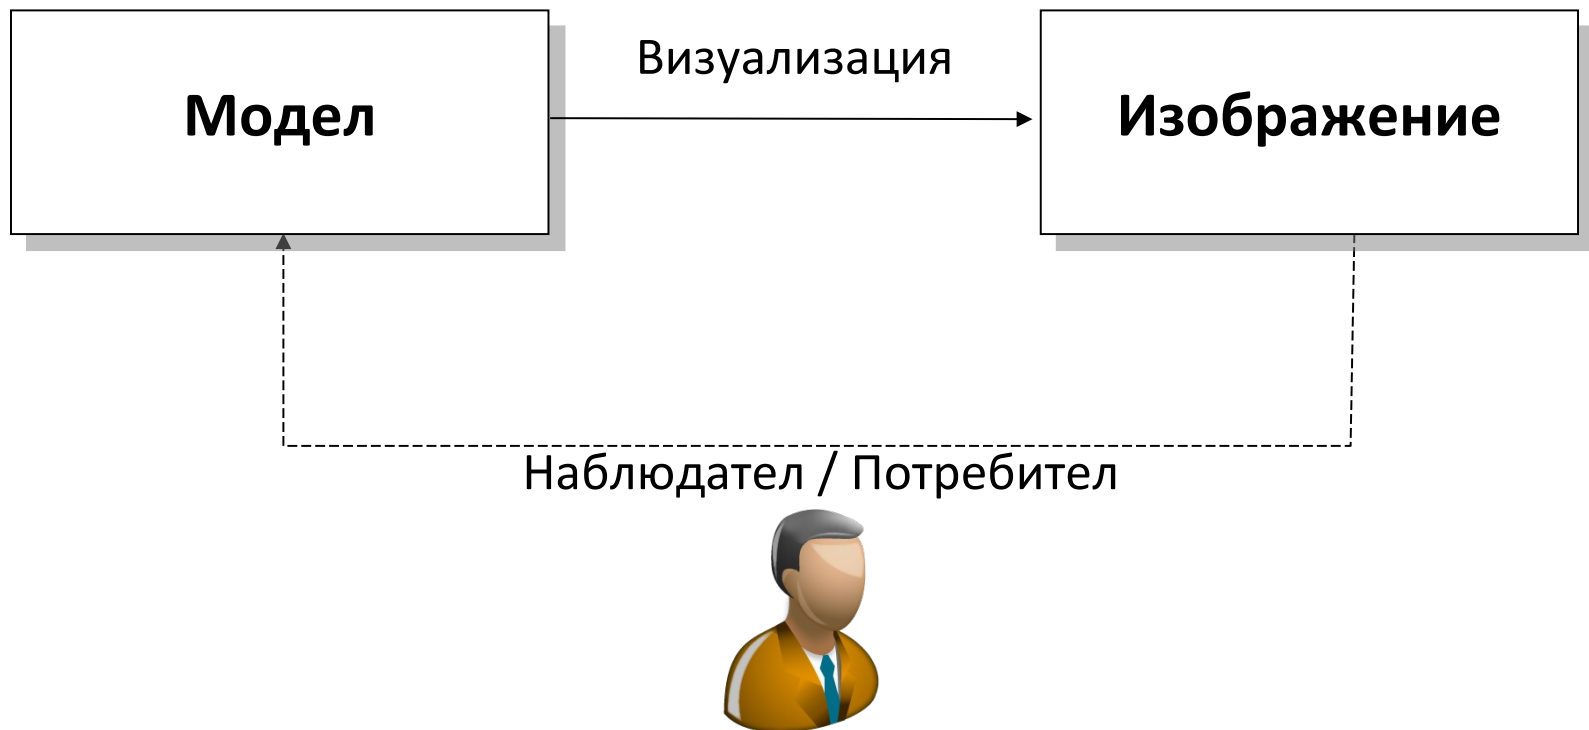 Визуализация
Модел
Изображение
Наблюдател / Потребител